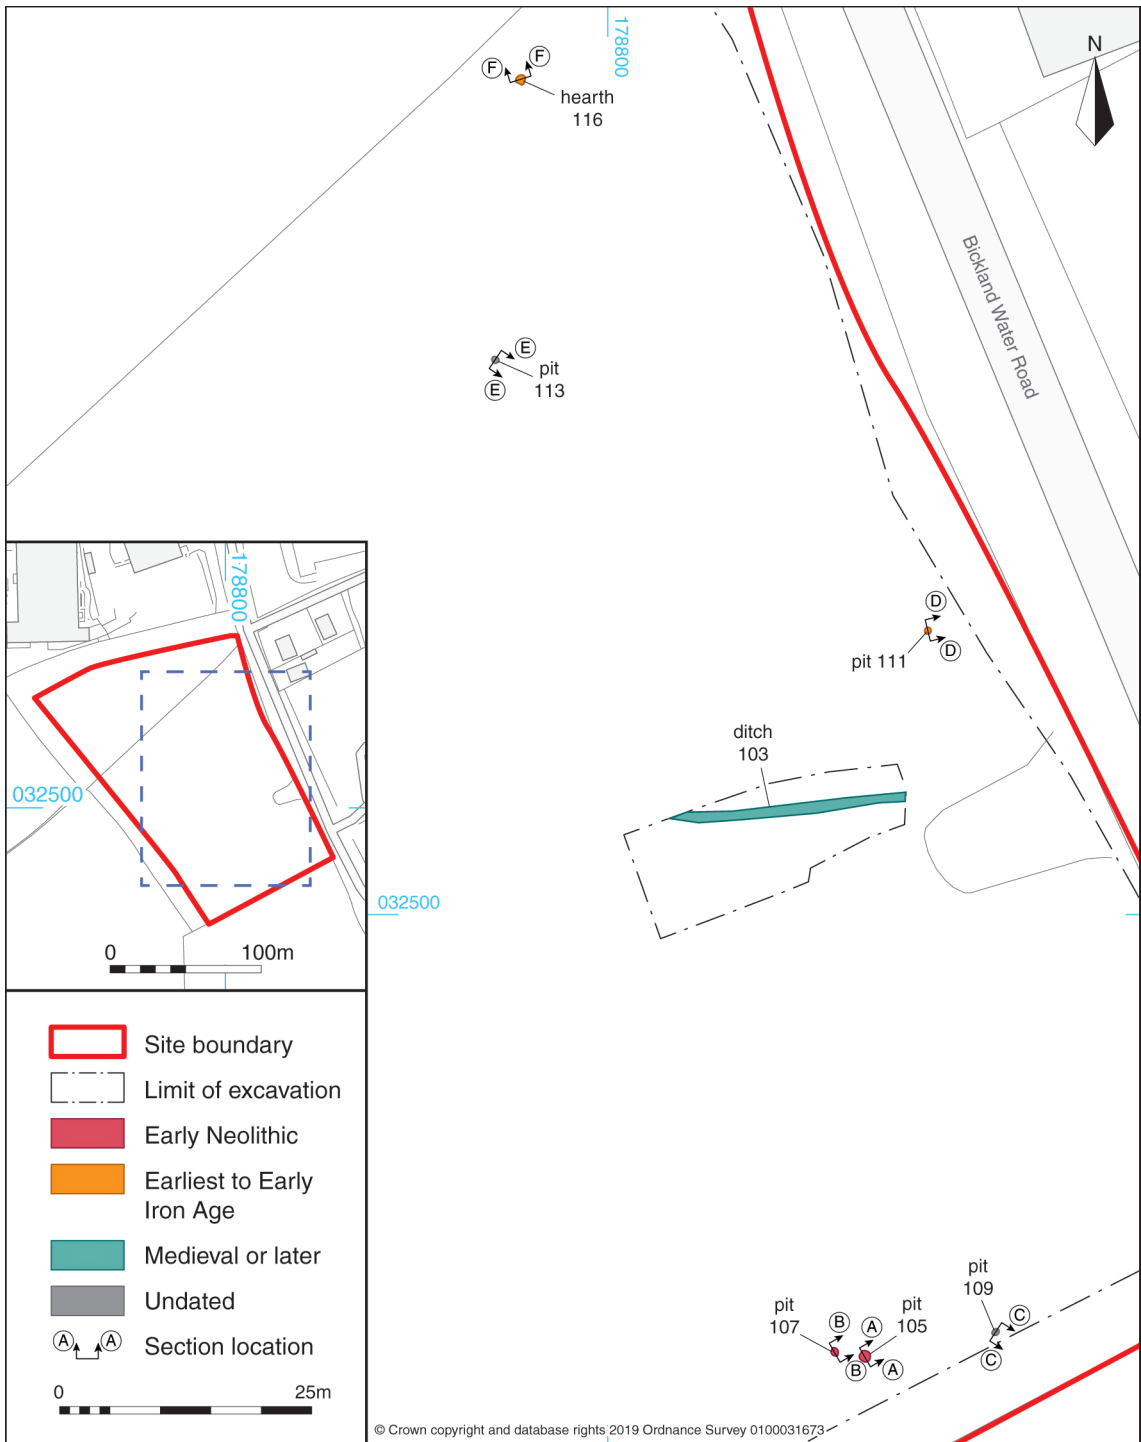 178800
N
F
F
hearth
116
Bickland Water Road
E
E
pit
113
178800
032500
0
100m
D
D
pit 111
ditch
103
032500
Site boundary
Limit of excavation
Early Neolithic
Earliest to Early
Iron Age
Medieval or later
Undated
A
A
Section location
0
25m
pit
109
C
C
pit
107
pit
105
B
A
B
A
© Crown copyright and database rights 2019 Ordnance Survey 0100031673